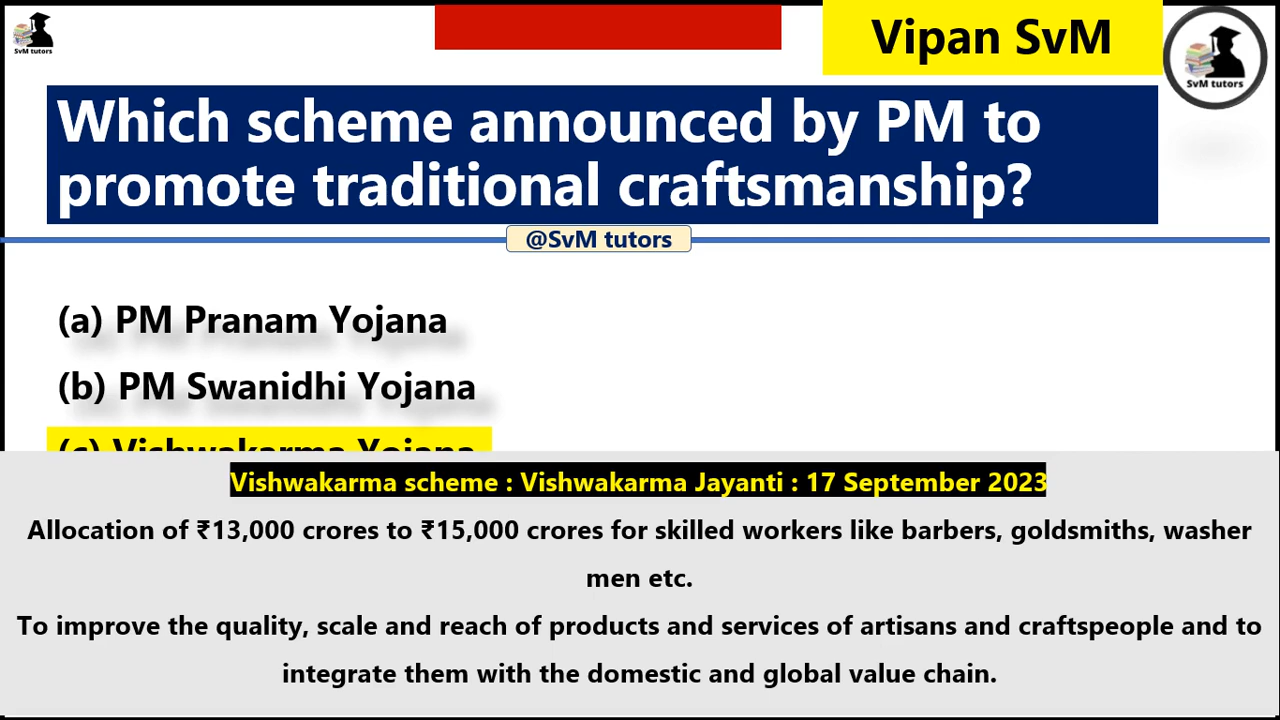 SvM tutors
Vipan SvM
SvM tutors
Which scheme announced by PM to
promote traditional craftsmanship?
@SvM tutors
(a) PM Pranam Yojana
(b) PM Swanidhi Yojana
(c) Vishwakarma Yojana
Vishwakarma scheme : Vishwakarma Jayanti : 17 September 2023
Allocation of ₹13,000 crores to ₹15,000 crores for skilled workers like barbers, goldsmiths, washer
men etc.
To improve the quality, scale and reach of products and services of artisans and craftspeople and to
integrate them with the domestic and global value chain.